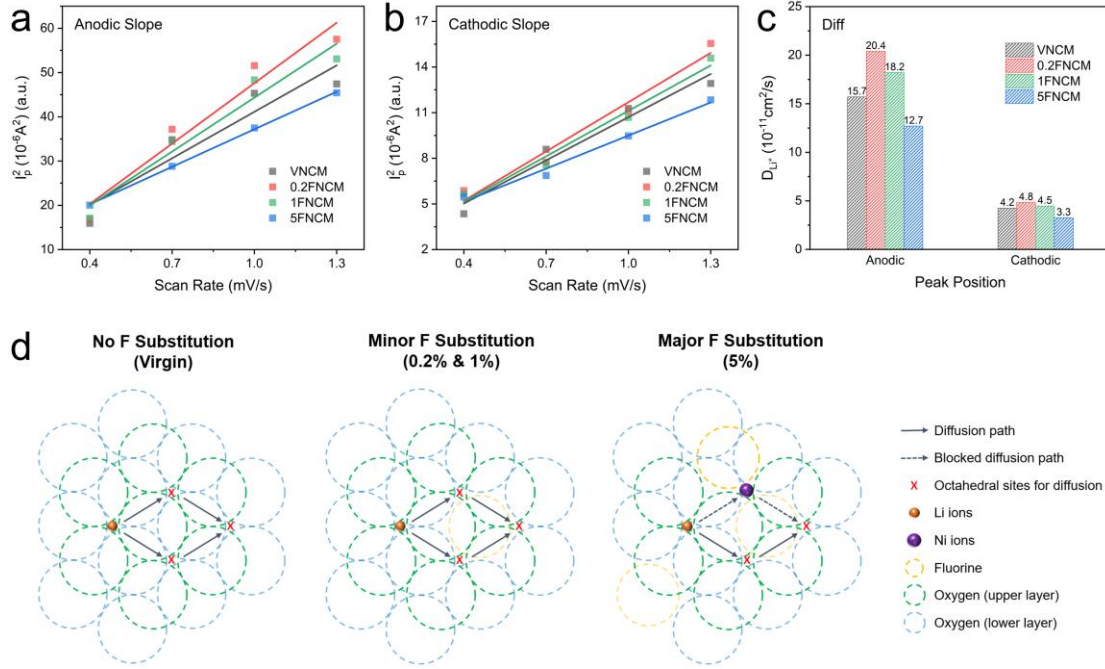 a
Anodic Slope
I_p^2 (10^-6A^2) (a.u.)
60
50
40
30
20
10
VNCM
0.2FNCM
1FNCM
5FNCM
0.4
0.7
1.0
1.3
Scan Rate (mV/s)
b
Cathodic Slope
I_p^2 (10^-6A^2) (a.u.)
18
15
12
9
6
3
VNCM
0.2FNCM
1FNCM
5FNCM
0.4
0.7
1.0
1.3
Scan Rate (mV/s)
c
Diff
D_Li+ (10^-11cm^2/s)
25
20
15
10
5
0
VNCM
0.2FNCM
1FNCM
5FNCM
15.7
20.4
18.2
12.7
4.2
4.8
4.5
3.3
Anodic
Cathodic
Peak Position
d
No F Substitution
(Virgin)
X
X
X
Minor F Substitution
(0.2% & 1%)
X
X
X
Major F Substitution
(5%)
X
X
Diffusion path
Blocked diffusion path
X Octahedral sites for diffusion
Li ions
Ni ions
Fluorine
Oxygen (upper layer)
Oxygen (lower layer)